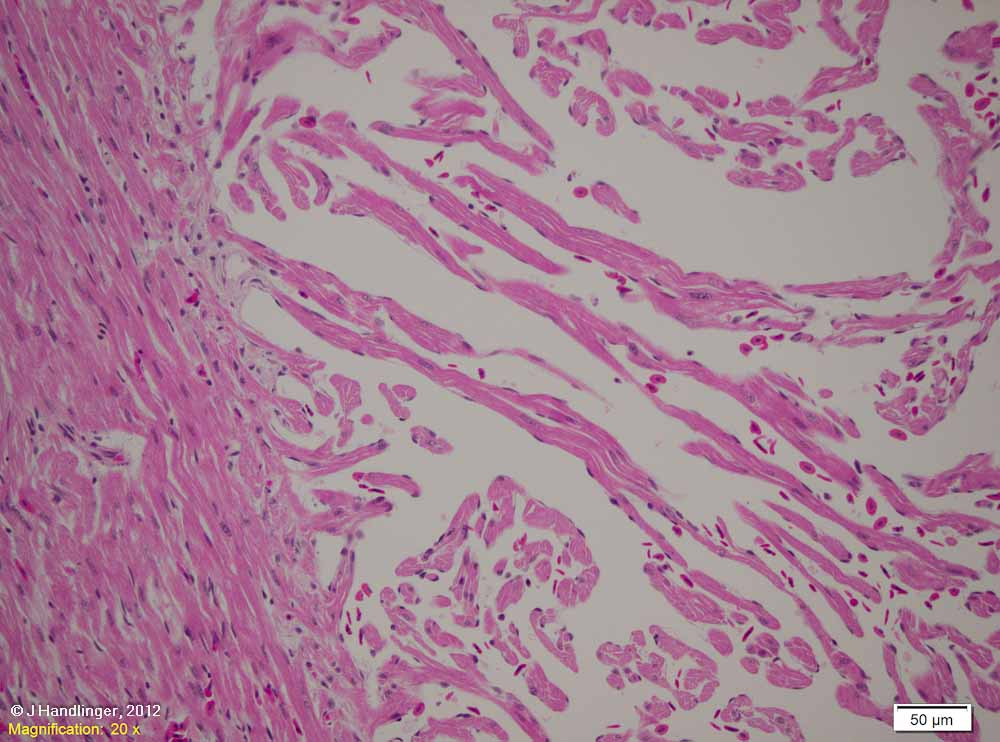 © J Handlinger, 2012
Magnification: 20 x
50 µm